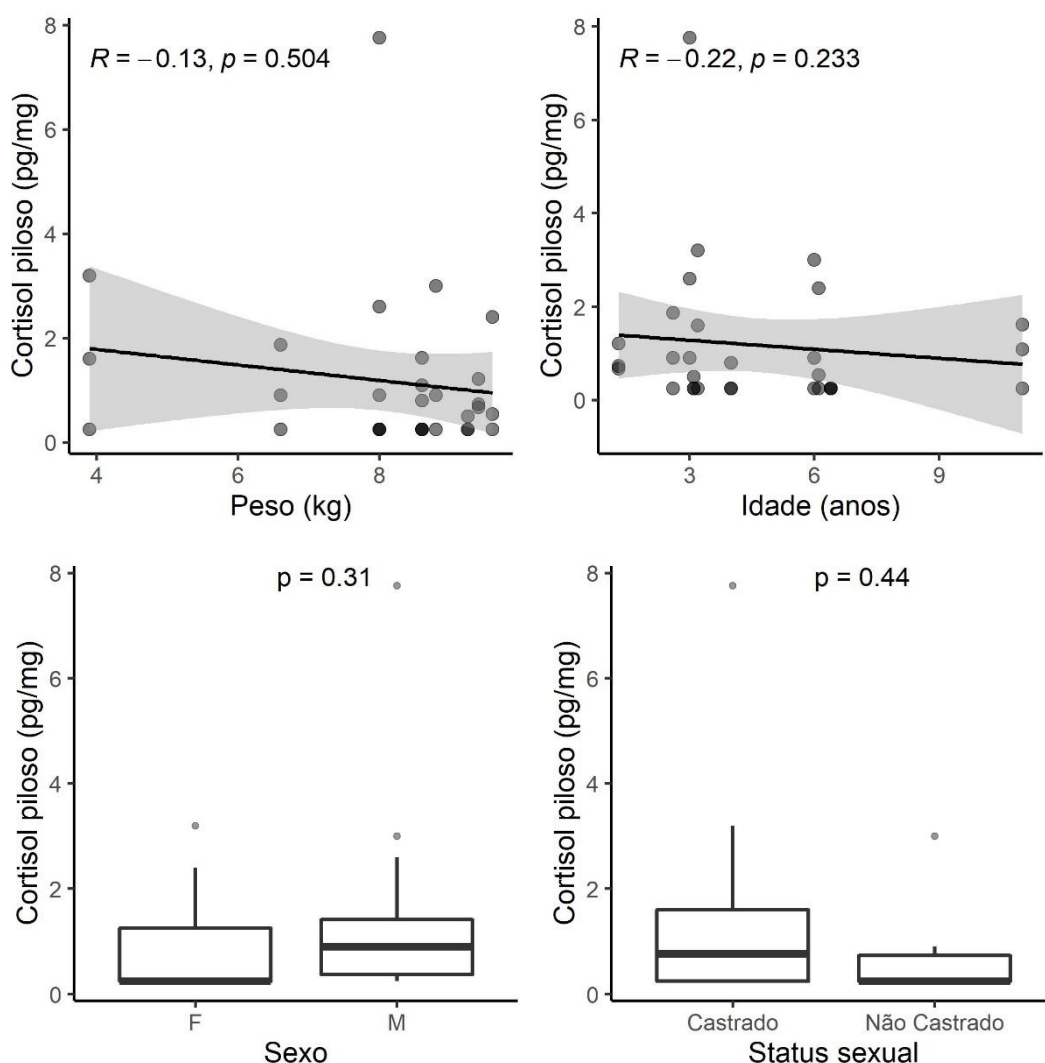 R = −0.13, p = 0.504
Cortisol piloso (pg/mg)
8
6
4
2
0
4
6
8
Peso (kg)
R = −0.22, p = 0.233
Cortisol piloso (pg/mg)
8
6
4
2
0
3
6
9
Idade (anos)
p = 0.31
Cortisol piloso (pg/mg)
8
6
4
2
0
F
M
Sexo
p = 0.44
Cortisol piloso (pg/mg)
8
6
4
2
0
Castrado
Não Castrado
Status sexual